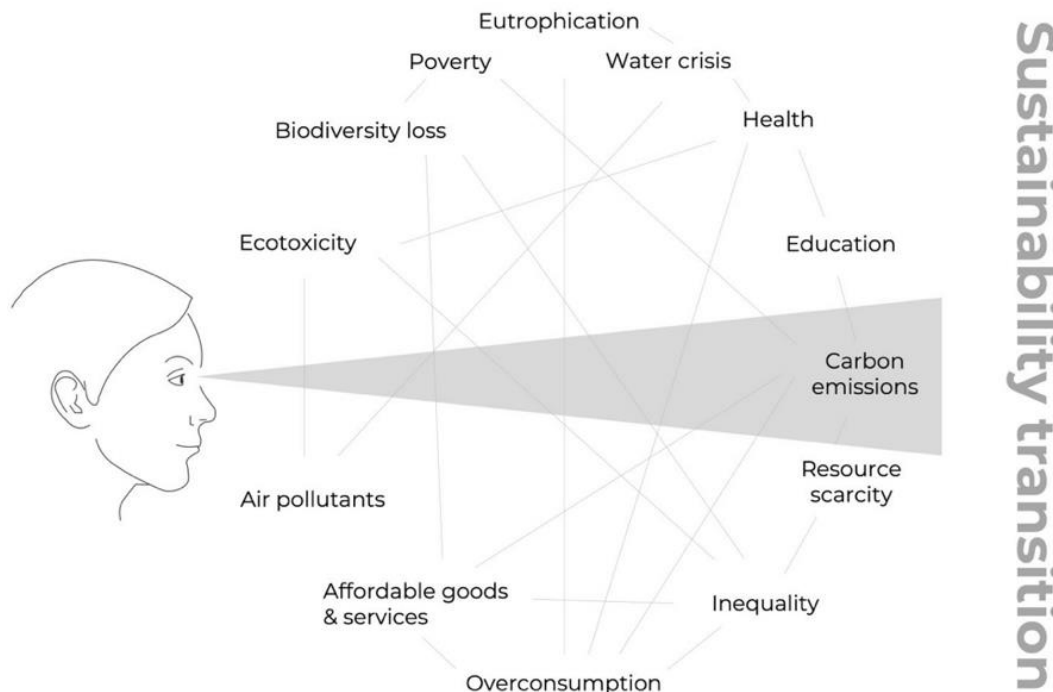 Eutrophication
Poverty
Water crisis
Health
Biodiversity loss
Ecotoxicity
Education
Carbon
emissions
Resource
scarcity
Air pollutants
Affordable goods
& services
Inequality
Overconsumption
Sustainability transition